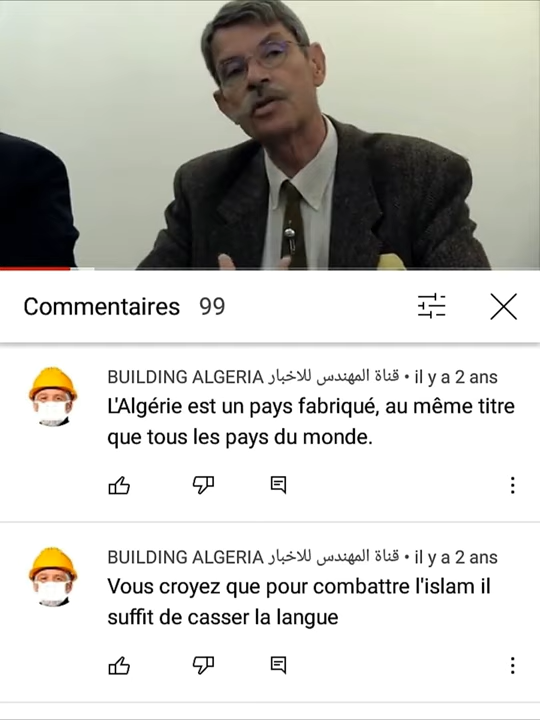 Commentaires 99
BUILDING ALGERIA قناة المهندس للاخبار • il y a 2 ans
L'Algérie est un pays fabriqué, au même titre
que tous les pays du monde.
BUILDING ALGERIA قناة المهندس للاخبار • il y a 2 ans
Vous croyez que pour combattre l'islam il
suffit de casser la langue